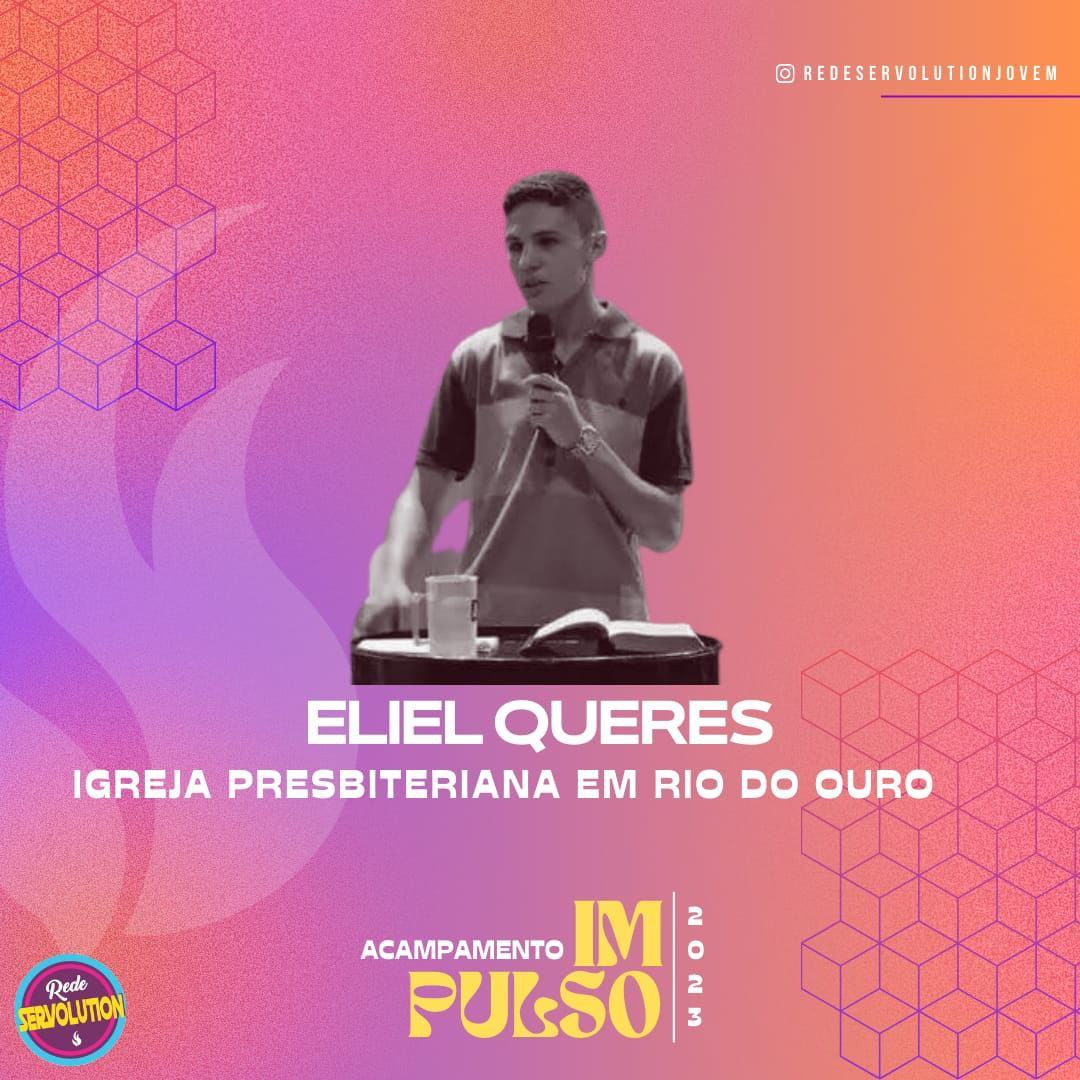 REDESERVOLUTIONJOVEM
ELIEL QUERES
IGREJA PRESBITERIANA EM RIO DO OURO
ACAMPAMENTO IM
PULSO
2023
Rede
SERVOLUTION